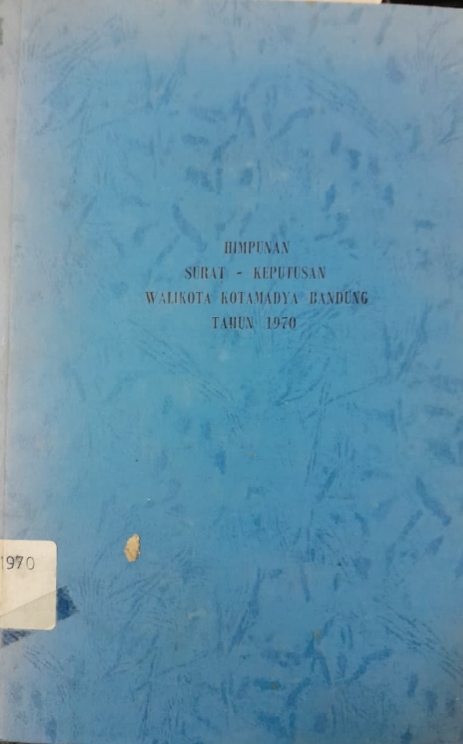 HIMPUNAN
SURAT - KEPUTUSAN
WALIKOTA KOTAMADYA BANDUNG
TAHUN 1970
1970